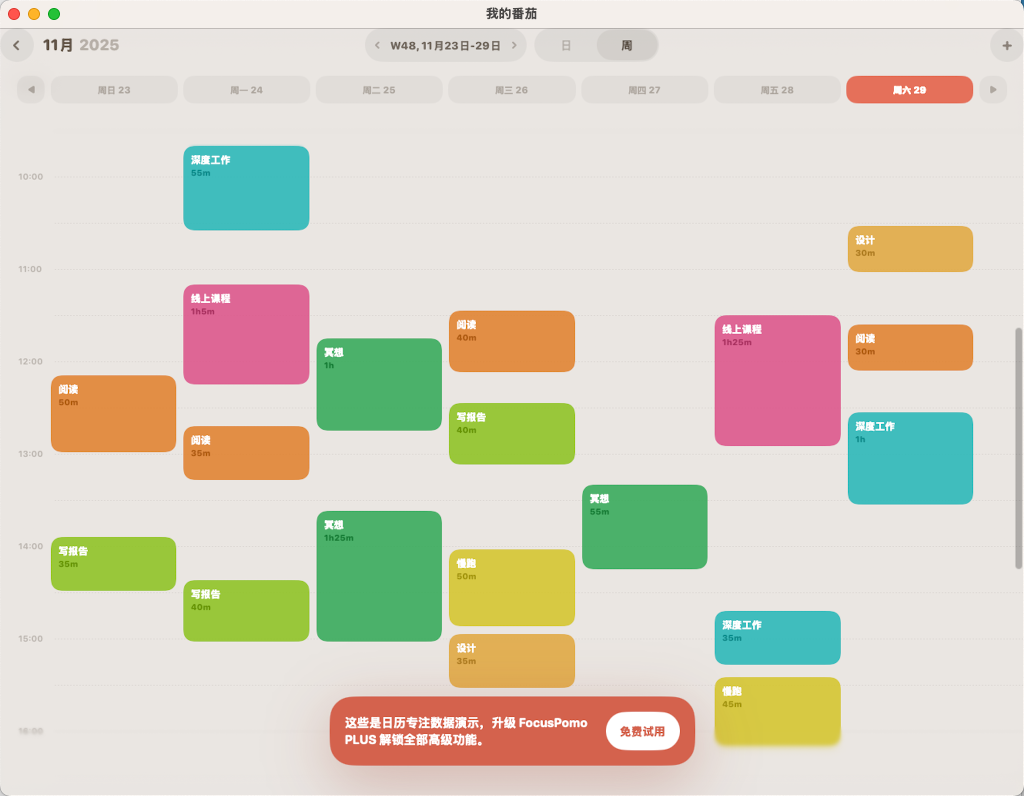 我的番茄
11月 2025
W48, 11月23日-29日
日
周
周日 23
周一 24
周二 25
周三 26
周四 27
周五 28
周六 29
10:00
深度工作
55m
设计
30m
11:00
线上课程
1h5m
阅读
40m
线上课程
1h25m
阅读
30m
冥想
1h
12:00
阅读
50m
写报告
40m
深度工作
1h
阅读
35m
13:00
冥想
55m
冥想
1h25m
14:00
写报告
35m
慢跑
50m
写报告
40m
深度工作
35m
15:00
设计
35m
慢跑
45m
16:00
这些是日历专注数据演示，升级 FocusPomo
PLUS 解锁全部高级功能。
免费试用